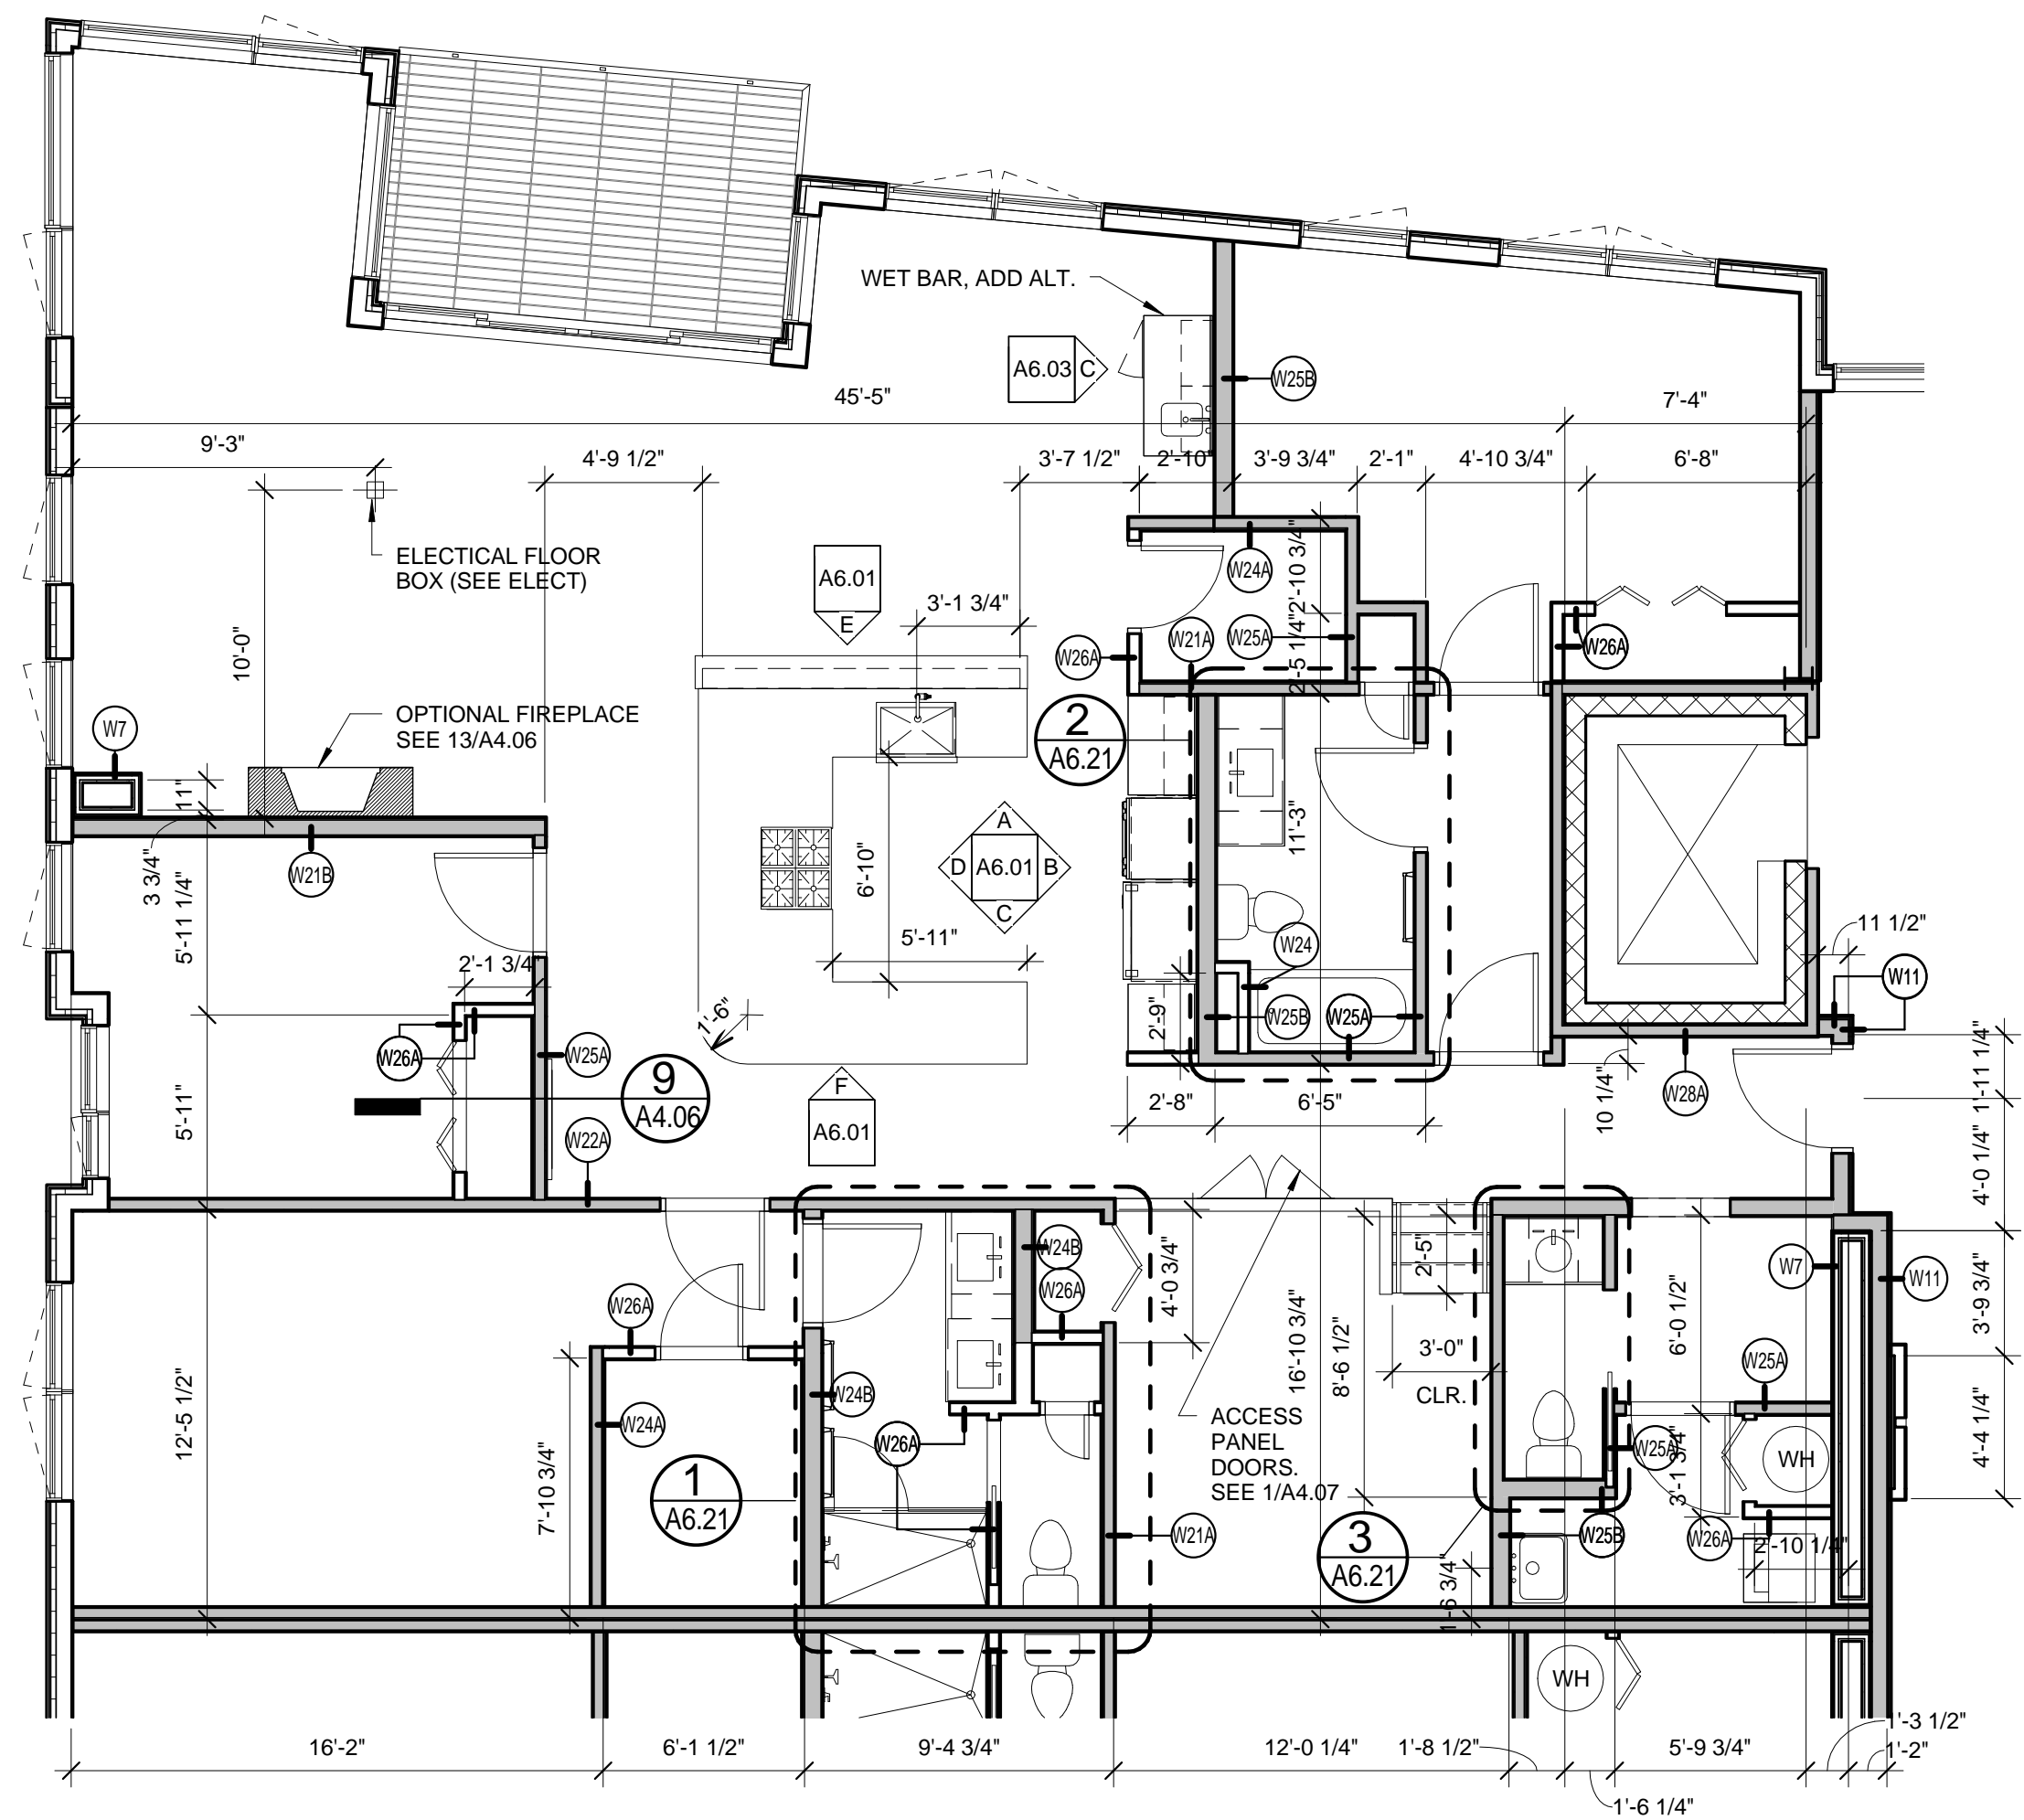 WET BAR, ADD ALT.
A6.03 C
W25B
45'-5"
7'-4"
9'-3"
4'-9 1/2"
3'-7 1/2"
2'-10"
3'-9 3/4"
2'-1"
4'-10 3/4"
6'-8"
ELECTICAL FLOOR
BOX (SEE ELECT)
A6.01
E
W24A
2'-10 3/4"
3'-1 3/4"
10'-0"
W26A
W21A
W25A
2'-5 1/4"
W26A
OPTIONAL FIREPLACE
SEE 13/A4.06
W7
11"
2
A6.21
3 3/4"
W21B
5'-11 1/4"
6'-10"
A
D A6.01 B
C
11'-3"
5'-11"
W24
11 1/2"
W11
2'-1 3/4"
1'-6"
2'-9"
W25B
W25A
W26A
W25A
9
A4.06
F
A6.01
W22A
5'-11"
2'-8"
6'-5"
10 1/4"
W28A
1'-11 1/4"
4'-0 1/4"
W24B
W26A
4'-0 3/4"
2'-5"
6'-0 1/2"
W7
W11
3'-9 3/4"
W26A
16'-10 3/4"
8'-6 1/2"
3'-0"
CLR.
W25A
W24B
W24A
12'-5 1/2"
7'-10 3/4"
W26A
ACCESS
PANEL
DOORS.
SEE 1/A4.07
W25A
3'-1 3/4"
WH
4'-4 1/4"
1
A6.21
W21A
3
A6.21
W25B
W26A
2'-10 1/4"
1'-6 3/4"
WH
16'-2"
6'-1 1/2"
9'-4 3/4"
12'-0 1/4"
1'-8 1/2"
5'-9 3/4"
1'-3 1/2"
1'-2"
1'-6 1/4"